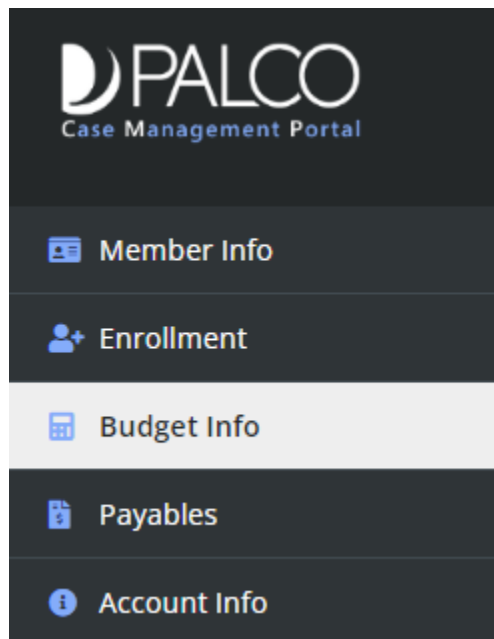 PALCO
Case Management Portal
Member Info
Enrollment
Budget Info
Payables
Account Info